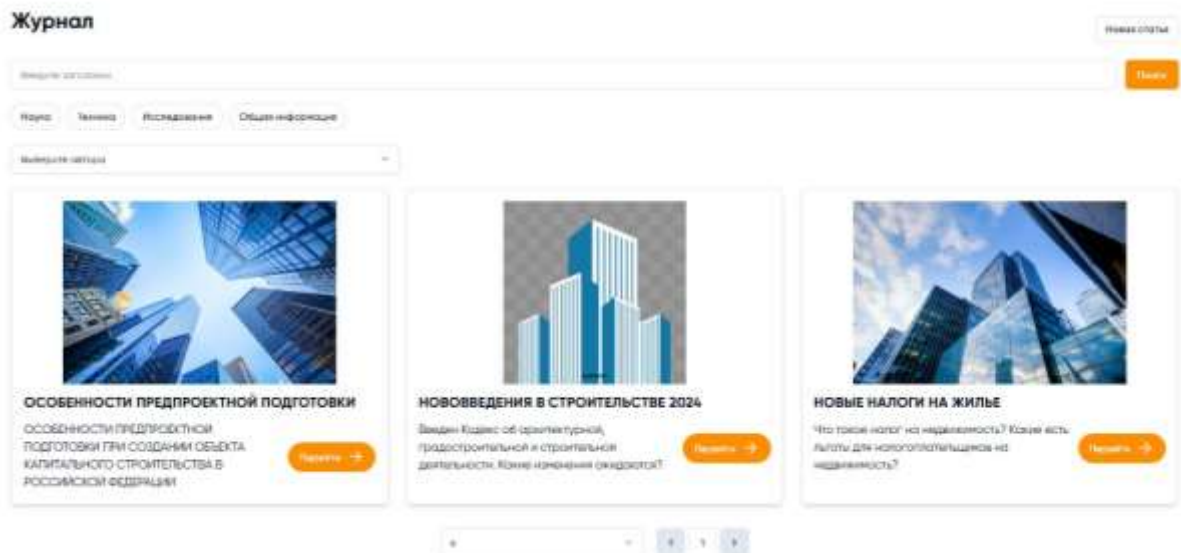 Журнал
Новая статья
Введите заголовок
Поиск
Наука Техника Исследования Общая информация
Выберите автора
ОСОБЕННОСТИ ПРЕДПРОЕКТНОЙ ПОДГОТОВКИ
ОСОБЕННОСТИ ПРЕДПРОЕКТНОЙ
ПОДГОТОВКИ ПРИ СОЗДАНИИ ОБЪЕКТА
КАПИТАЛЬНОГО СТРОИТЕЛЬСТВА В
РОССИЙСКОЙ ФЕДЕРАЦИИ
Перейти →
НОВОВВЕДЕНИЯ В СТРОИТЕЛЬСТВЕ 2024
Введен Кодекс об архитектурной,
градостроительной и строительной
деятельности. Какие изменения ожидаются?
Перейти →
НОВЫЕ НАЛОГИ НА ЖИЛЬЕ
Что такое налог на недвижимость? Какие есть
льготы для налогоплательщиков на
недвижимость?
Перейти →